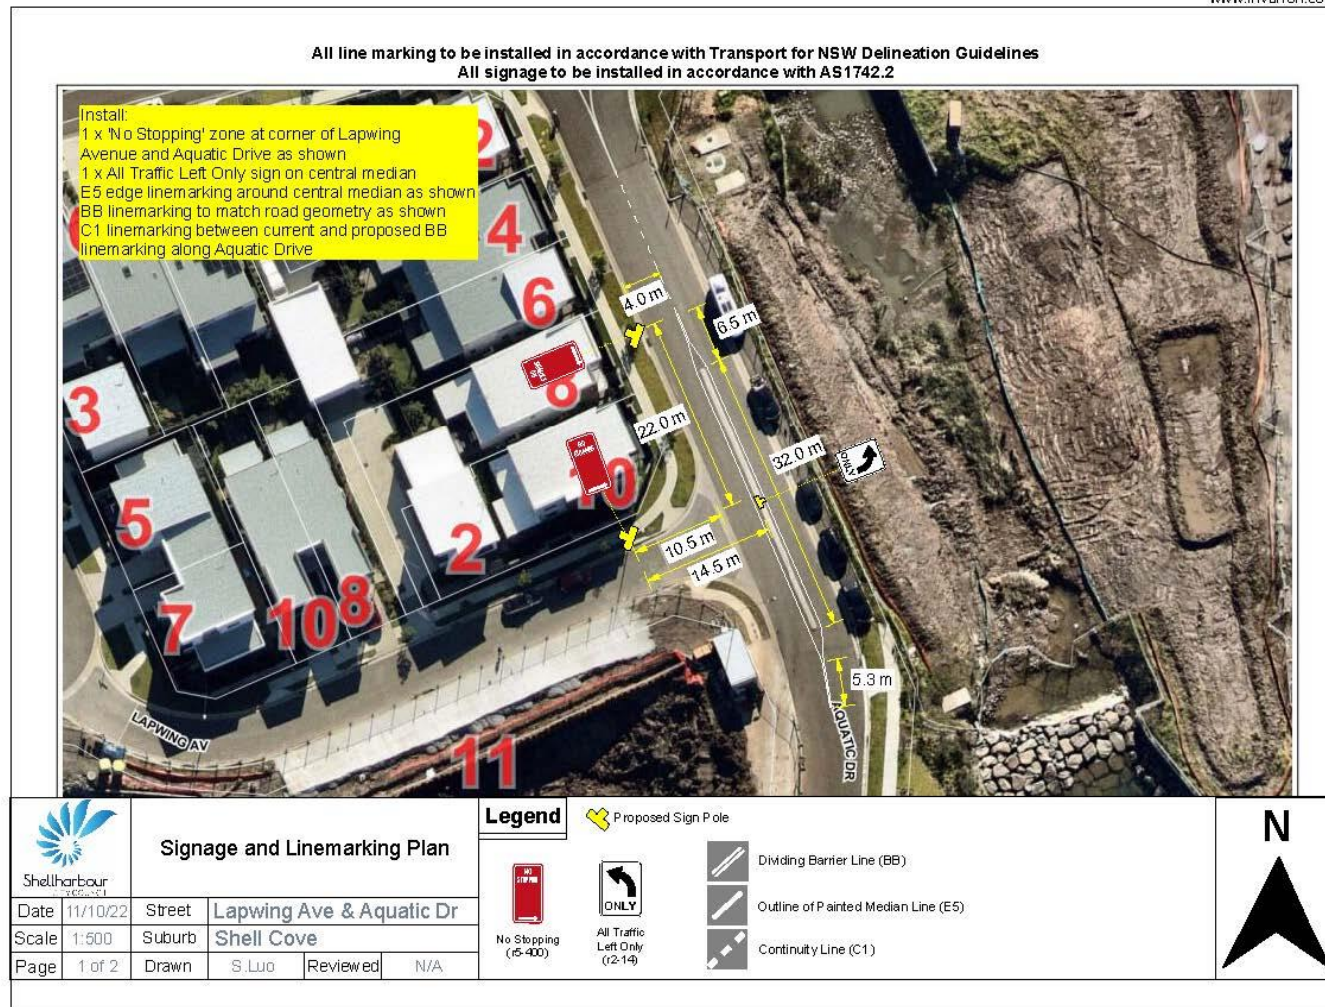 All line marking to be installed in accordance with Transport for NSW Delineation Guidelines
All signage to be installed in accordance with AS1742.2
Install:
1 x 'No Stopping' zone at corner of Lapwing
Avenue and Aquatic Drive as shown
1 x All Traffic Left Only sign on central median
E5 edge linemarking around central median as shown
BB linemarking to match road geometry as shown
C1 linemarking between current and proposed BB
linemarking along Aquatic Drive
2
4
6
8
10
3
5
7
10
8
2
11
4.0 m
6.5 m
22.0 m
32.0 m
10.5 m
14.5 m
5.3 m
NO
STOPPING
NO
STOPPING
ONLY
LAPWING AV
AQUATIC DR
Shellharbour
Signage and Linemarking Plan
Date 11/10/22 Street Lapwing Ave & Aquatic Dr
Scale 1:500 Suburb Shell Cove
Page 1 of 2 Drawn S.Luo Reviewed N/A
Legend
Proposed Sign Pole
NO
STOPPING
No Stopping
(r5-400)
ONLY
All Traffic
Left Only
(r2-14)
Dividing Barrier Line (BB)
Outline of Painted Median Line (E5)
Continuity Line (C1)
N